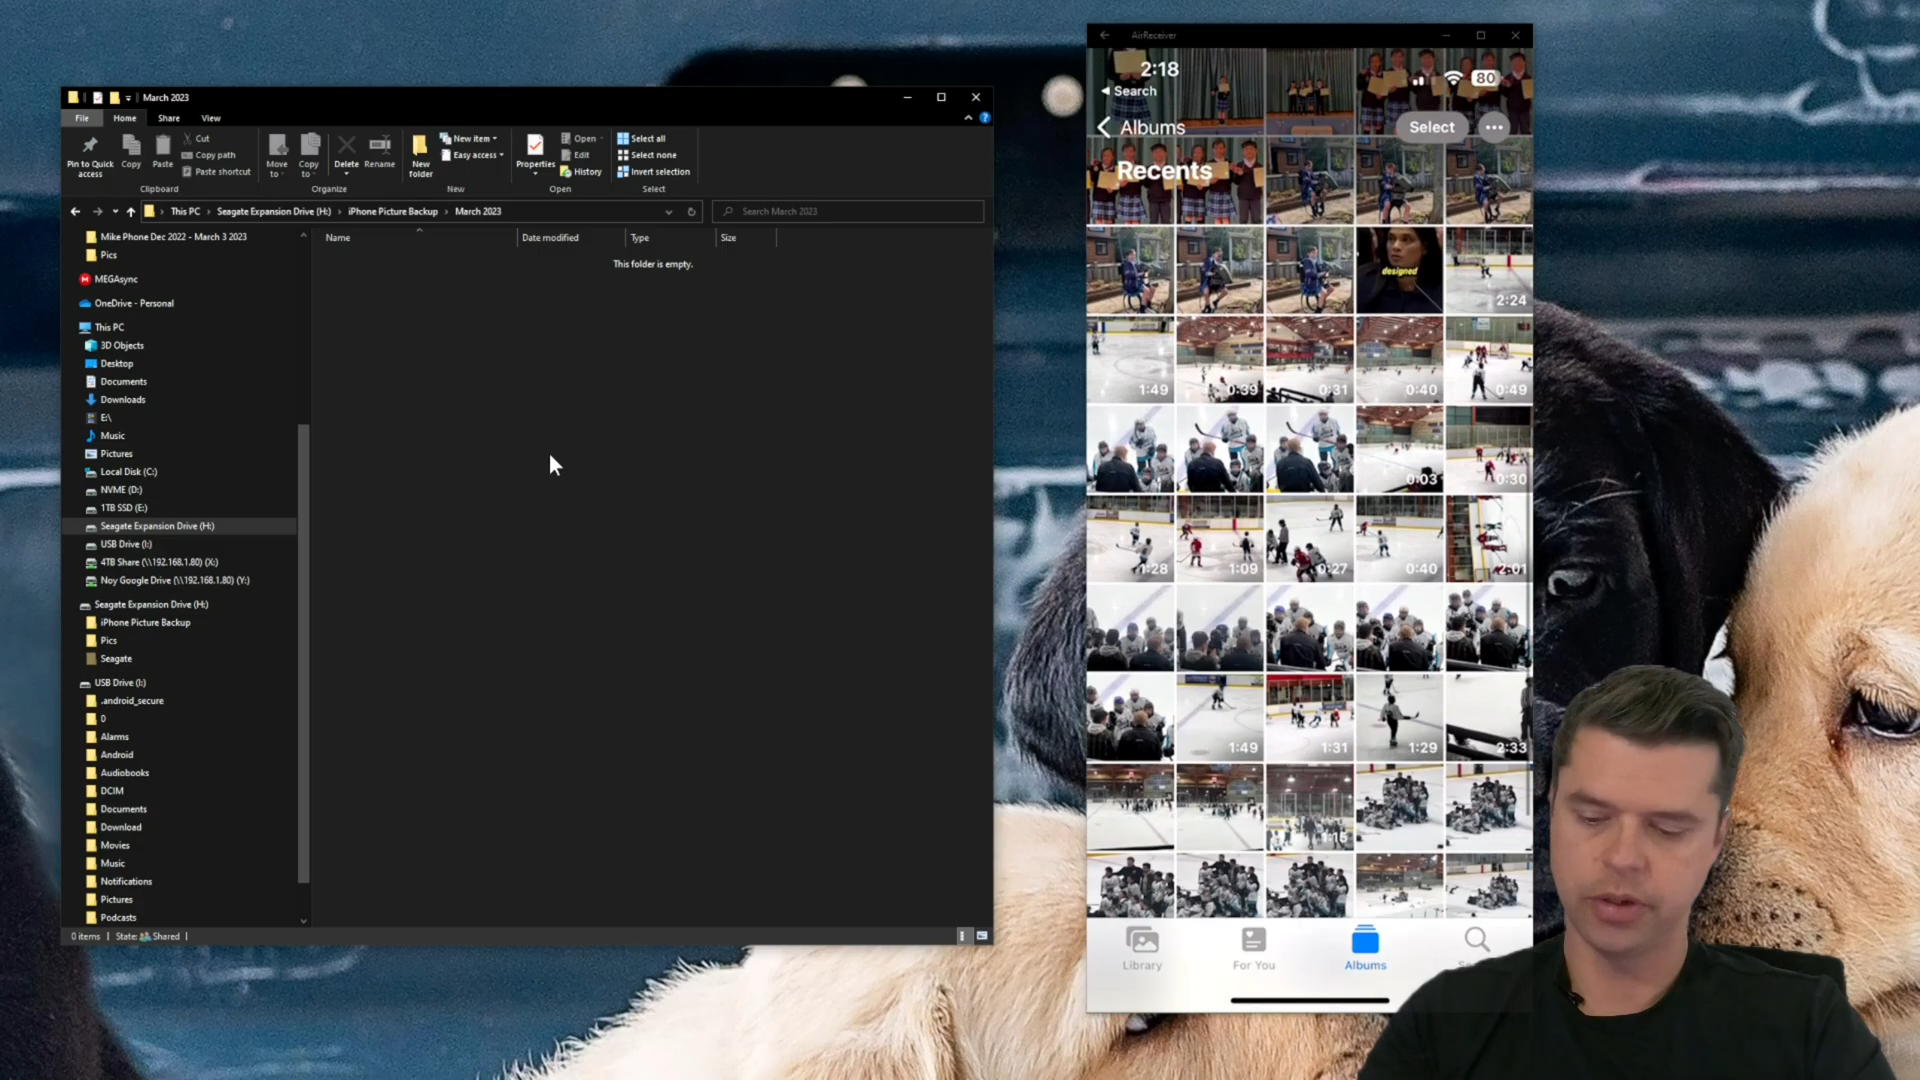 March 2023
File Home Share View
Pin to Quick access
Copy
Paste
Cut
Copy path
Paste shortcut
Clipboard
Move to
Copy to
Delete
Rename
Organize
New folder
New item
Easy access
New
Properties
Open
Edit
History
Open
Select all
Select none
Invert selection
Select
This PC › Seagate Expansion Drive (H:) › iPhone Picture Backup › March 2023
Search March 2023
Name Date modified Type Size
This folder is empty.
Mike Phone Dec 2022 - March 3 2023
Pics
MEGAsync
OneDrive - Personal
This PC
3D Objects
Desktop
Documents
Downloads
E:\
Music
Pictures
Local Disk (C:)
NVME (D:)
1TB SSD (E:)
Seagate Expansion Drive (H:)
USB Drive (I:)
4TB Share (\\192.168.1.80) (X:)
Noy Google Drive (\\192.168.1.80) (Y:)
Seagate Expansion Drive (H:)
iPhone Picture Backup
Pics
Seagate
USB Drive (I:)
.android_secure
0
Alarms
Android
Audiobooks
DCIM
Documents
Download
Movies
Music
Notifications
Pictures
Podcasts
0 items State: Shared
AirReceiver
2:18
80
Search
Albums
Select
Recents
designed
2:24
1:49 0:39 0:31 0:40 0:49
0:03 0:30
1:28 1:09 0:27 0:40 2:01
1:49 1:31 1:29 2:33
1:15
Library For You Albums